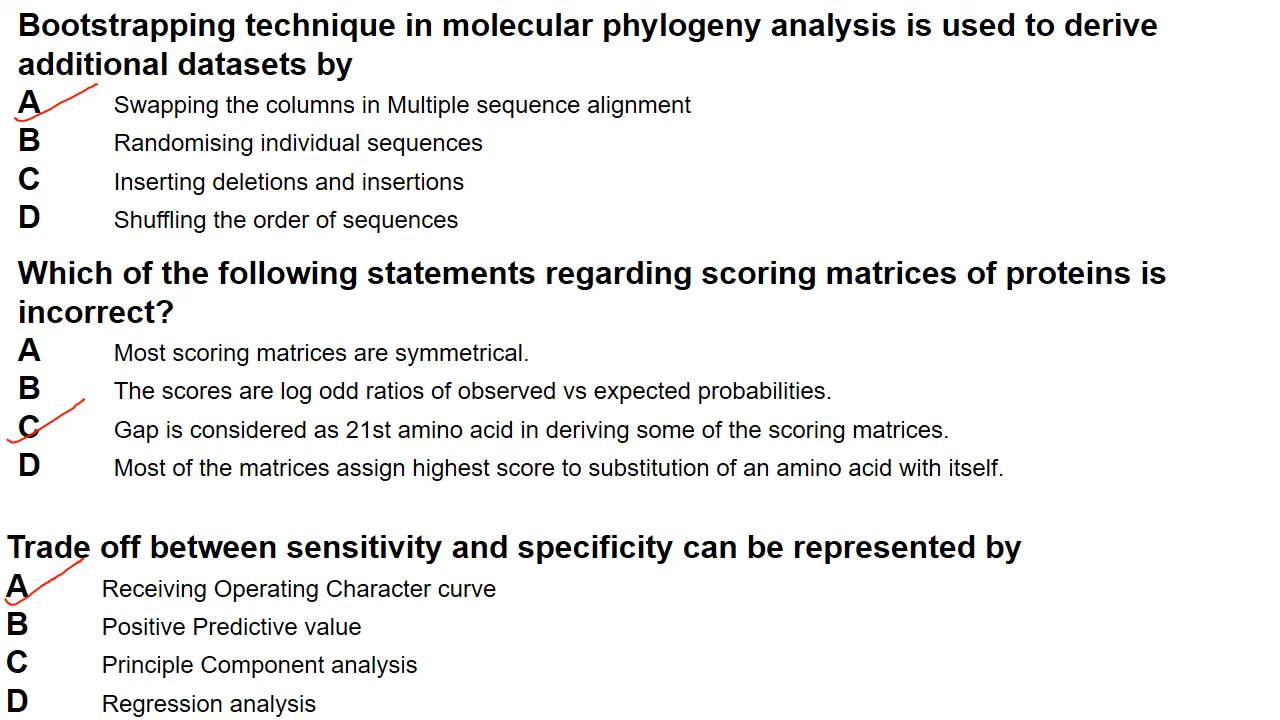 Bootstrapping technique in molecular phylogeny analysis is used to derive
additional datasets by
A Swapping the columns in Multiple sequence alignment
B Randomising individual sequences
C Inserting deletions and insertions
D Shuffling the order of sequences
Which of the following statements regarding scoring matrices of proteins is
incorrect?
A Most scoring matrices are symmetrical.
B The scores are log odd ratios of observed vs expected probabilities.
C Gap is considered as 21st amino acid in deriving some of the scoring matrices.
D Most of the matrices assign highest score to substitution of an amino acid with itself.
Trade off between sensitivity and specificity can be represented by
A Receiving Operating Character curve
B Positive Predictive value
C Principle Component analysis
D Regression analysis